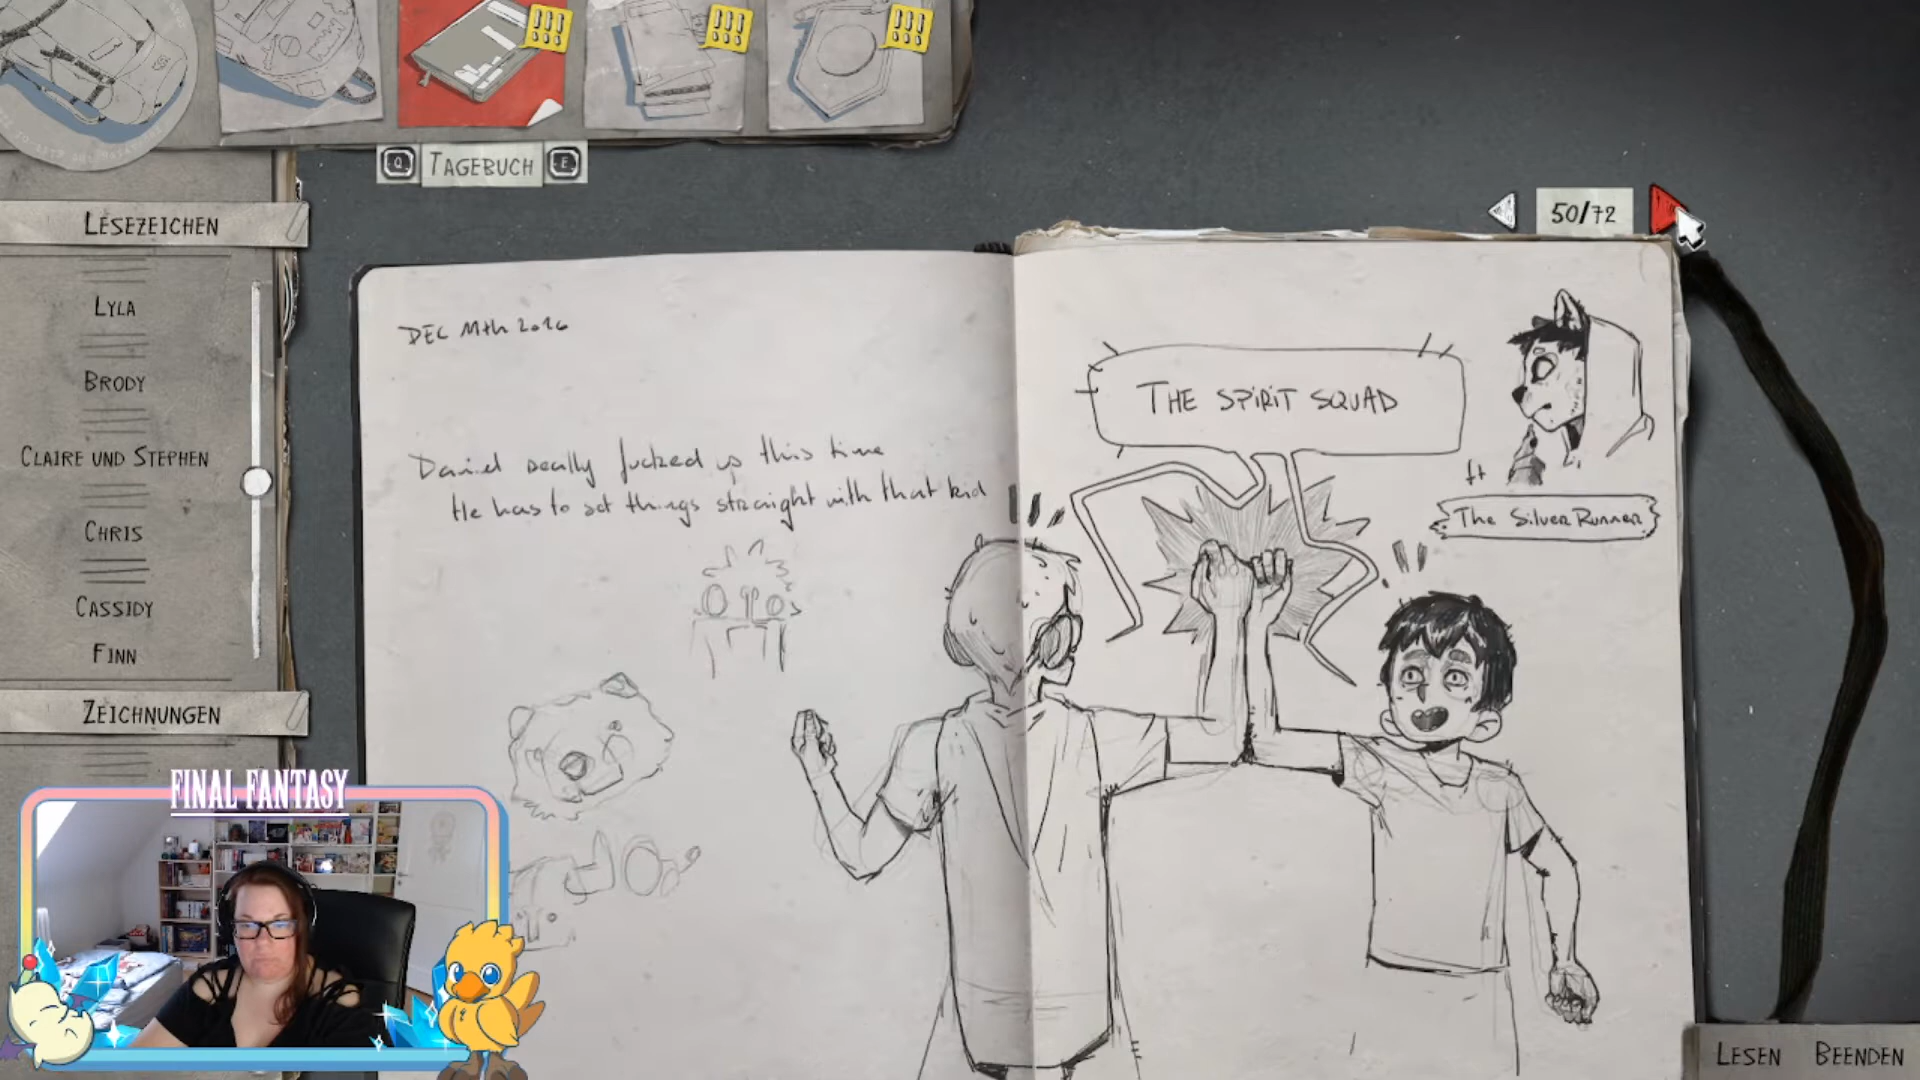 Q TAGEBUCH E
50/72
LESEZEICHEN
LYLA
BRODY
CLAIRE UND STEPHEN
CHRIS
CASSIDY
FINN
ZEICHNUNGEN
DEC 11th 2016
Daniel really fucked up this time
He has to set things straight with that kid
THE SPIRIT SQUAD
ft
The Silver Runner
FINAL FANTASY
LESEN BEENDEN